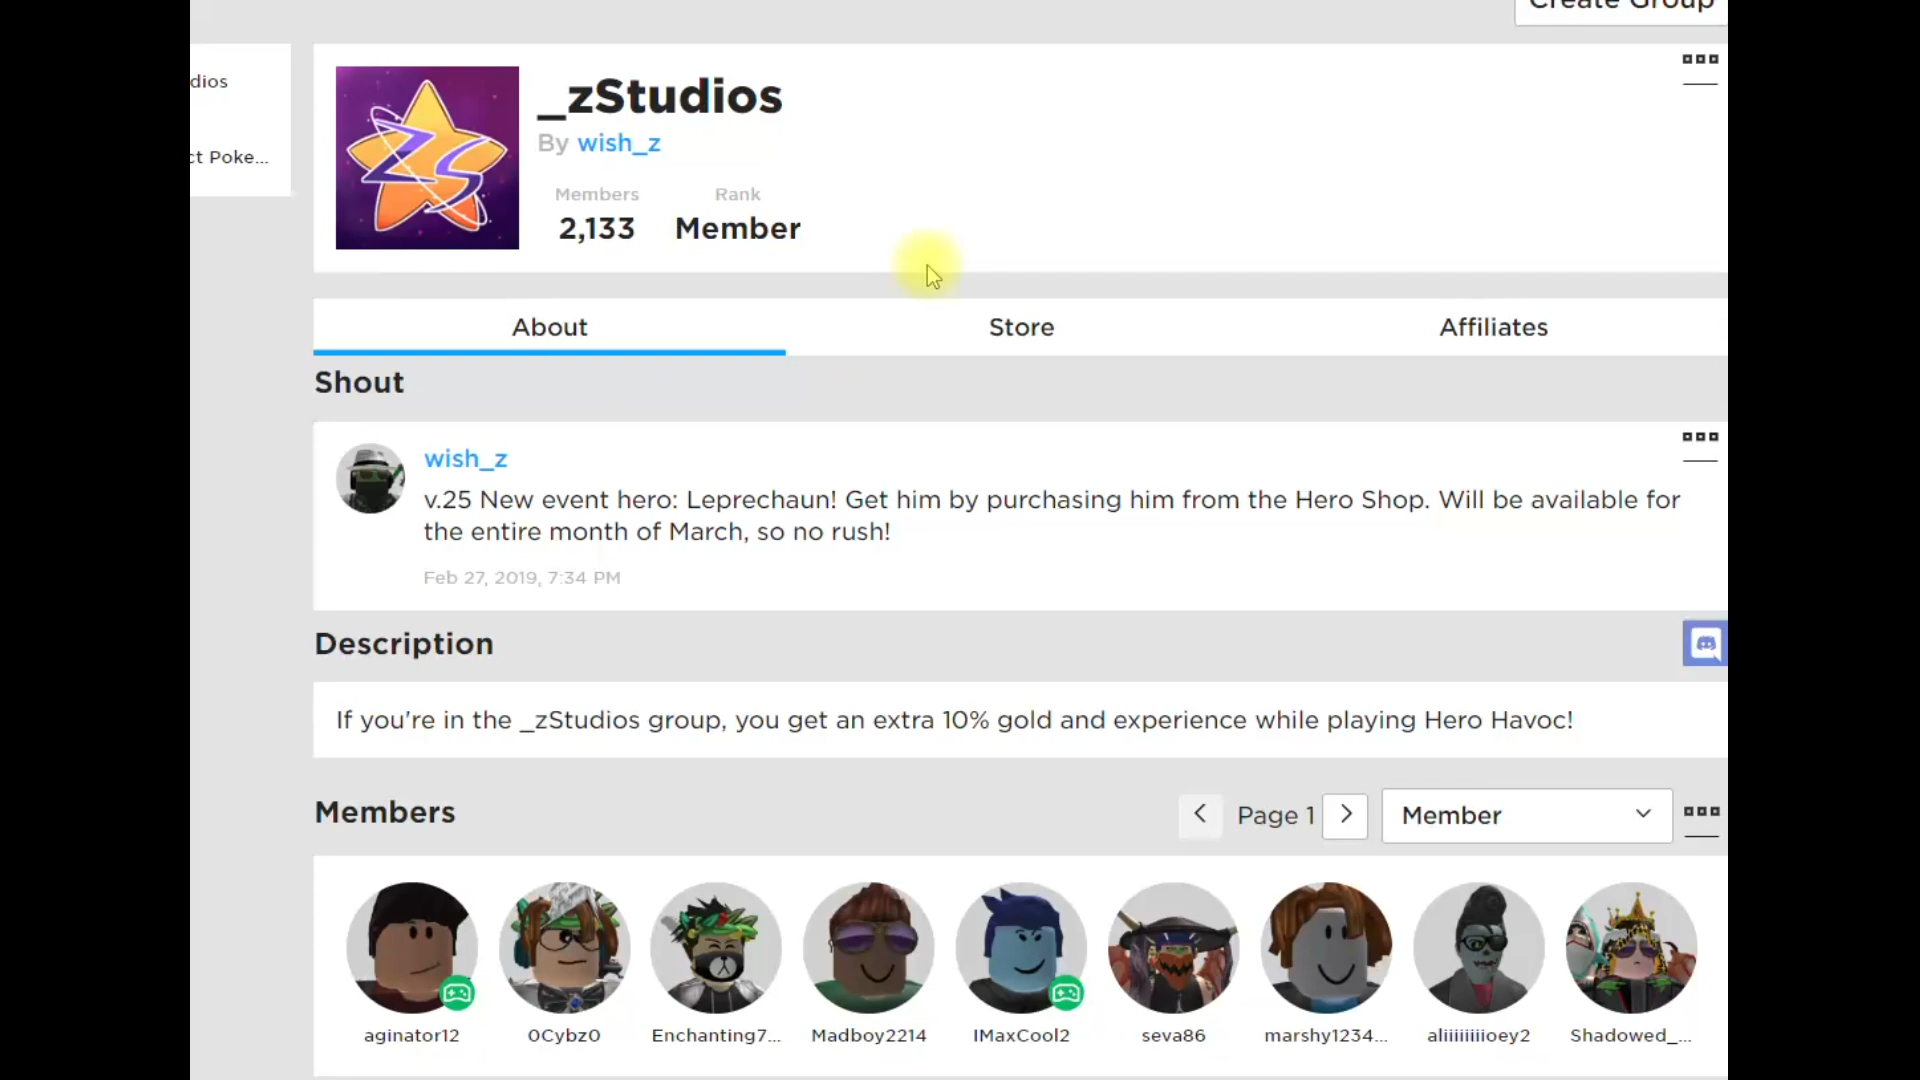 Create Group
dios
ct Poke...
ZS
_zStudios
By wish_z
Members
Rank
2,133
Member
About
Store
Affiliates
Shout
wish_z
v.25 New event hero: Leprechaun! Get him by purchasing him from the Hero Shop. Will be available for
the entire month of March, so no rush!
Feb 27, 2019, 7:34 PM
Description
If you're in the _zStudios group, you get an extra 10% gold and experience while playing Hero Havoc!
Members
Page 1
Member
aginator12
0Cybz0
Enchanting7...
Madboy2214
IMaxCool2
seva86
marshy1234...
Shadowed_...